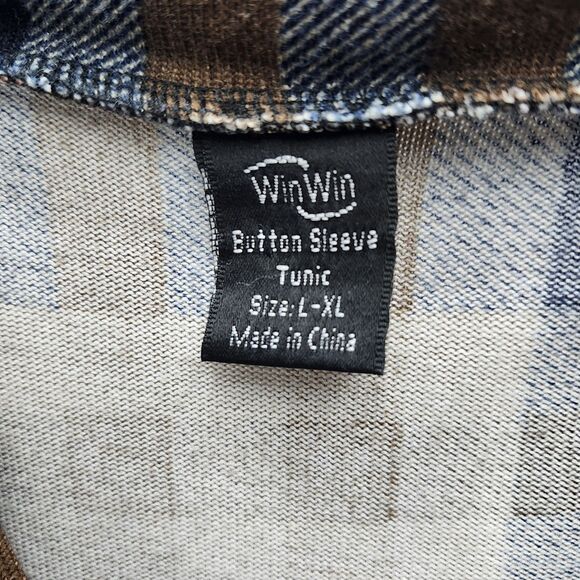 WinWin
Button Sleeve
Tunic
Size: L-XL
Made in China